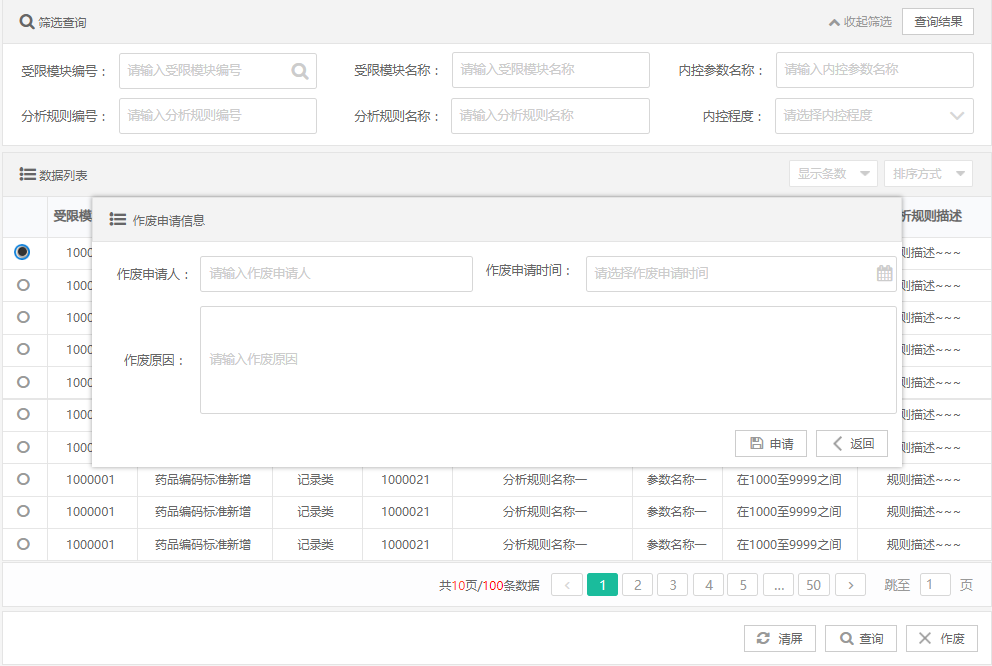 筛选查询
收起筛选 查询结果
受限模块编号： 请输入受限模块编号 受限模块名称： 请输入受限模块名称 内控参数名称： 请输入内控参数名称
分析规则编号： 请输入分析规则编号 分析规则名称： 请输入分析规则名称 内控程度： 请选择内控程度
数据列表 显示条数 排序方式
受限模 析规则描述
1000 则描述~~~
1000 则描述~~~
1000 则描述~~~
1000 则描述~~~
1000 则描述~~~
1000 则描述~~~
1000 则描述~~~
作废申请信息
作废申请人： 请输入作废申请人 作废申请时间： 请选择作废申请时间
作废原因： 请输入作废原因
申请 返回
1000001 药品编码标准新增 记录类 1000021 分析规则名称一 参数名称一 在1000至9999之间 规则描述~~~
1000001 药品编码标准新增 记录类 1000021 分析规则名称一 参数名称一 在1000至9999之间 规则描述~~~
1000001 药品编码标准新增 记录类 1000021 分析规则名称一 参数名称一 在1000至9999之间 规则描述~~~
共10页/100条数据 < 1 2 3 4 5 ... 50 > 跳至 1 页
清屏 查询 作废